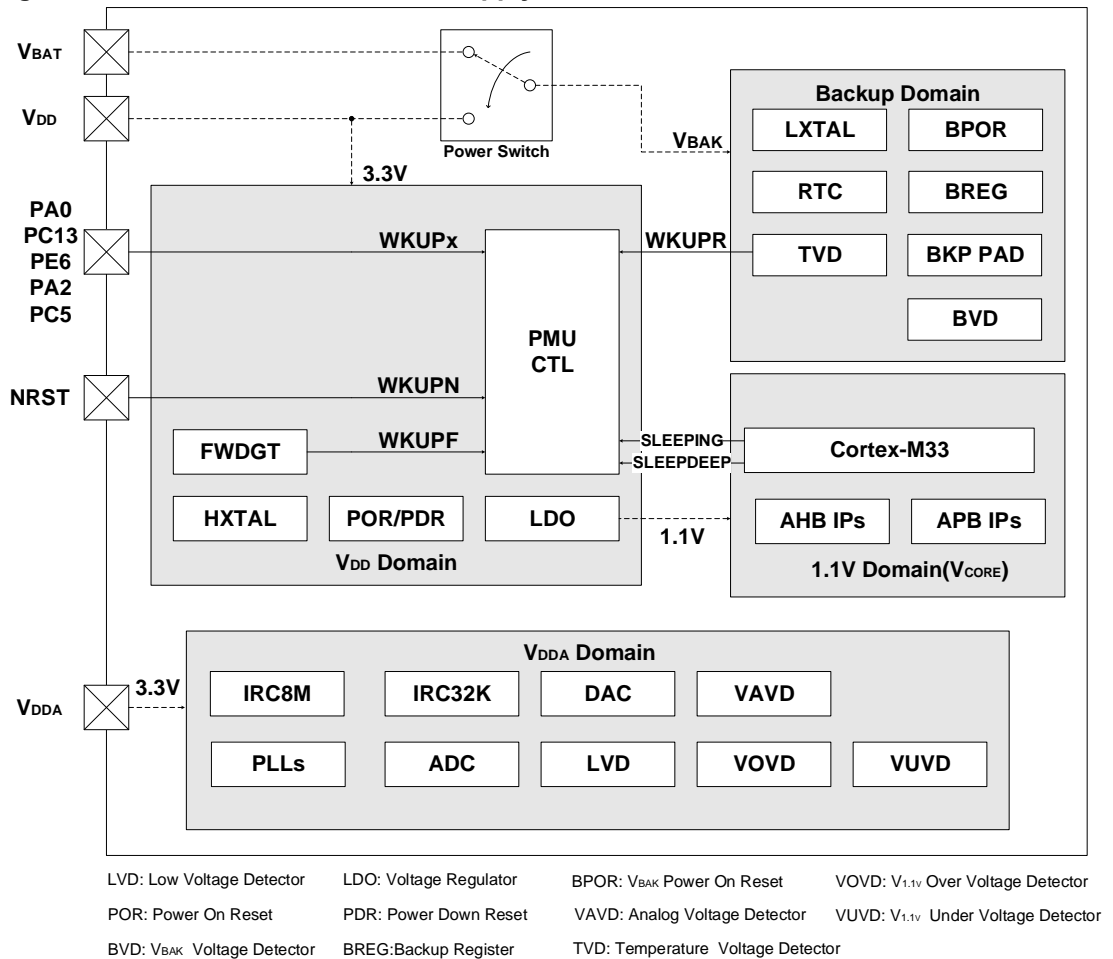 VBAT
VDD
Power Switch
3.3V
VBAK
Backup Domain
LXTAL
BPOR
RTC
BREG
TVD
BKP PAD
BVD
PA0
PC13
PE6
PA2
PC5
WKUPx
WKUPR
PMU
CTL
NRST
WKUPN
FWDGT
WKUPF
SLEEPING
SLEEPDEEP
Cortex-M33
HXTAL
POR/PDR
LDO
1.1V
AHB IPs
APB IPs
VDD Domain
1.1V Domain(VCORE)
VDDA
3.3V
VDDA Domain
IRC8M
IRC32K
DAC
VAVD
PLLs
ADC
LVD
VOVD
VUVD
LVD: Low Voltage Detector
LDO: Voltage Regulator
BPOR: VBAK Power On Reset
VOVD: V1.1V Over Voltage Detector
POR: Power On Reset
PDR: Power Down Reset
VAVD: Analog Voltage Detector
VUVD: V1.1V Under Voltage Detector
BVD: VBAK Voltage Detector
BREG:Backup Register
TVD: Temperature Voltage Detector